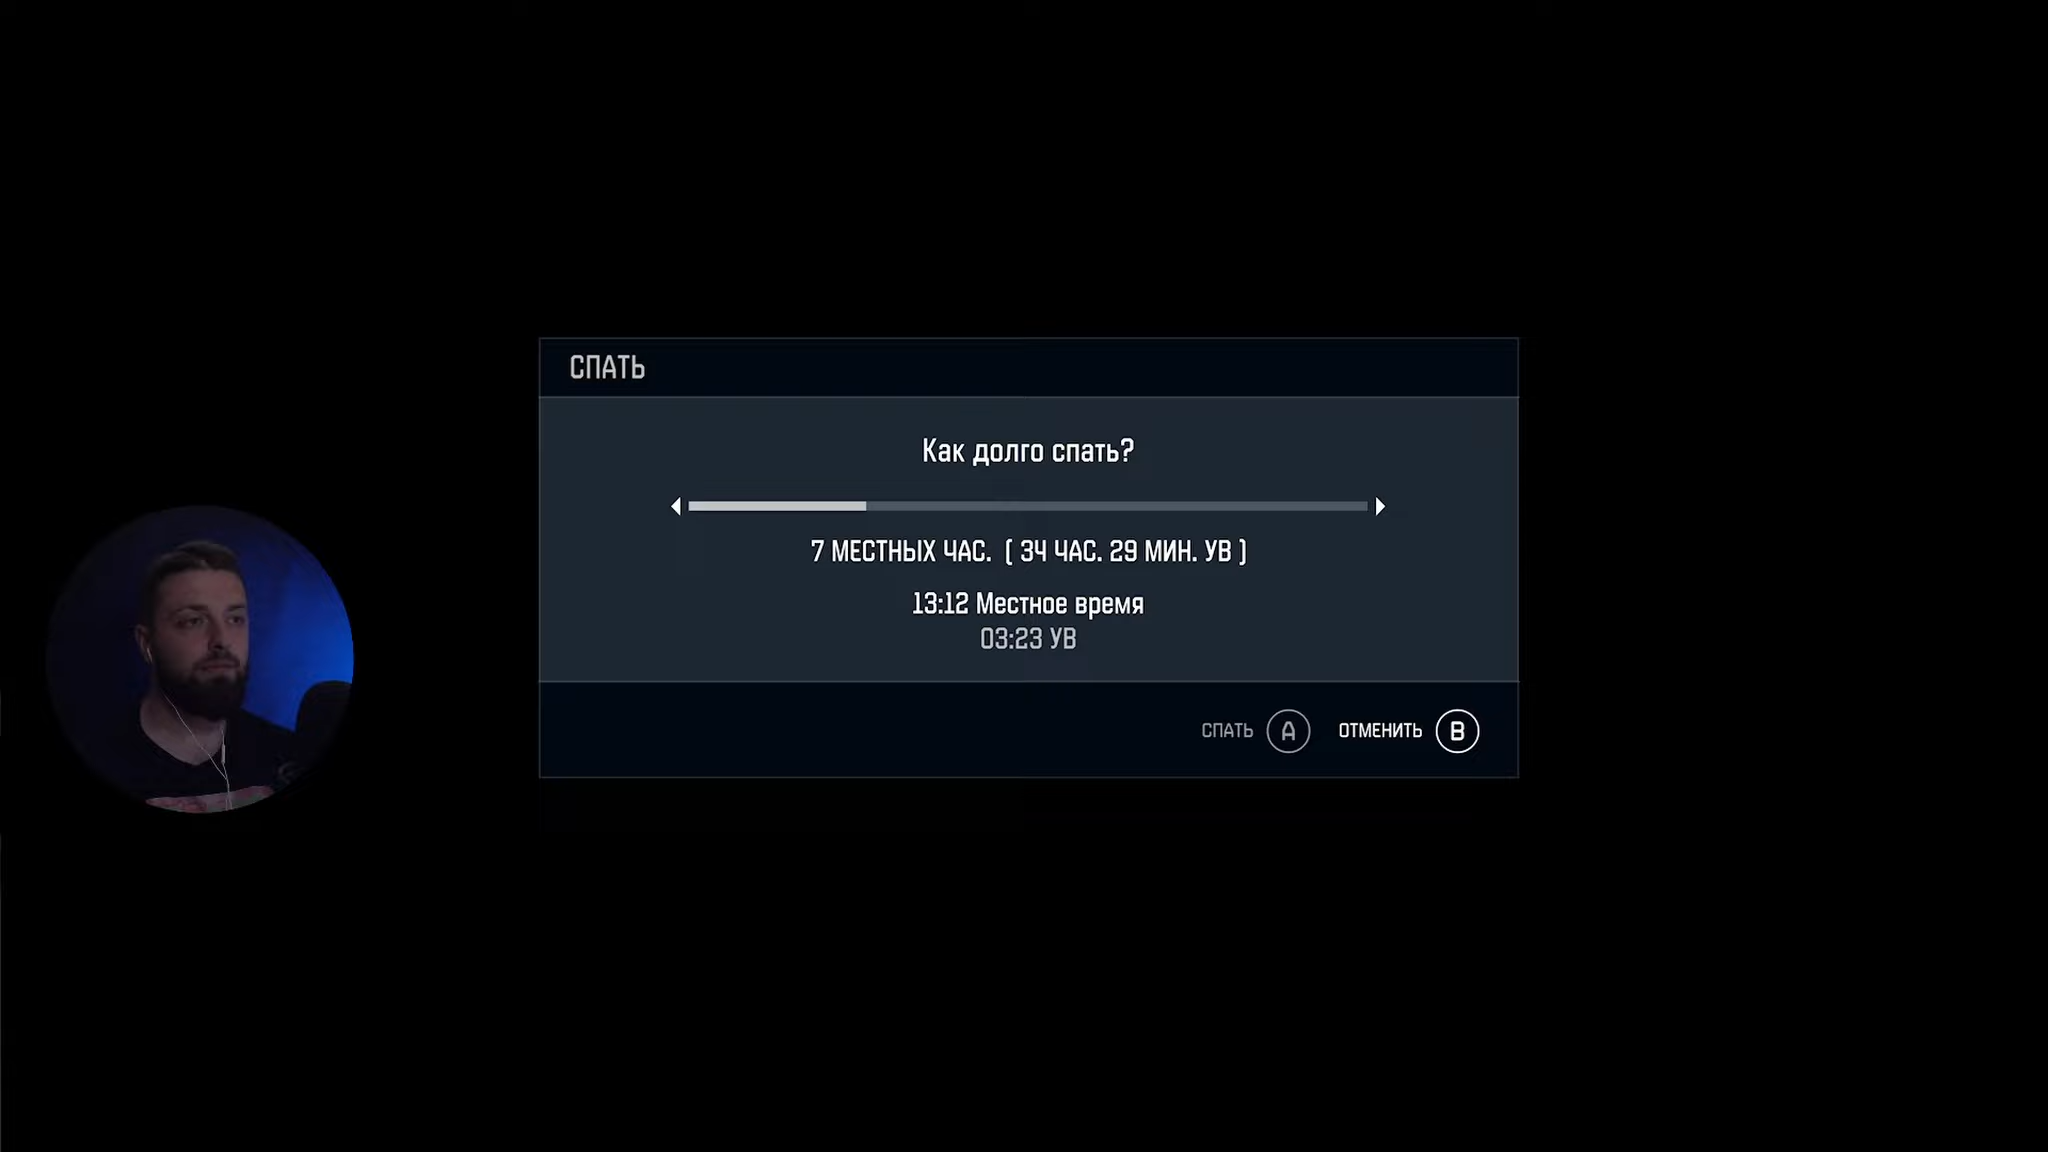 СПАТЬ
Как долго спать?
7 МЕСТНЫХ ЧАС. [ 34 ЧАС. 29 МИН. УВ ]
13:12 Местное время
03:23 УВ
СПАТЬ A ОТМЕНИТЬ B